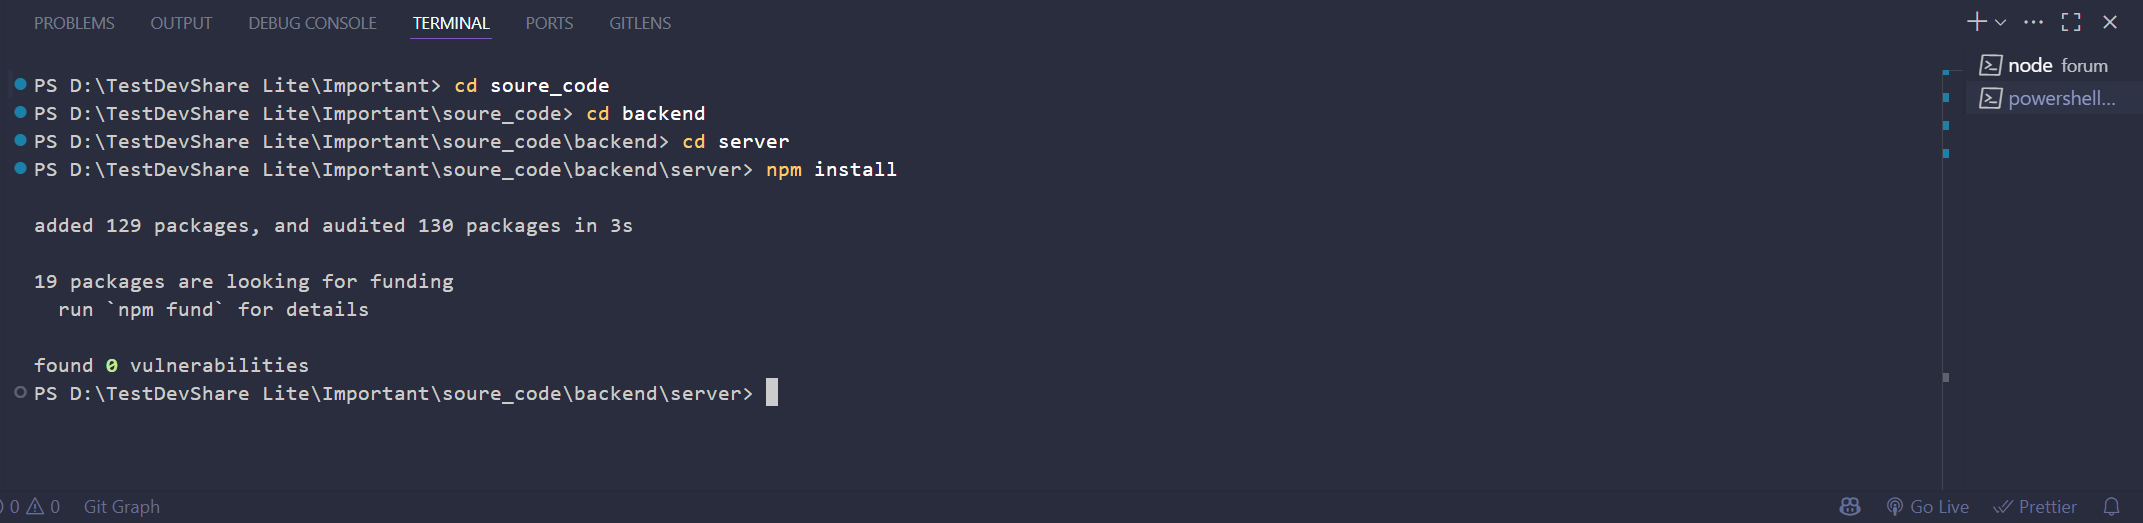 PROBLEMS OUTPUT DEBUG CONSOLE TERMINAL PORTS GITLENS
node forum
powershell...
PS D:\TestDevShare Lite\Important> cd soure_code
PS D:\TestDevShare Lite\Important\soure_code> cd backend
PS D:\TestDevShare Lite\Important\soure_code\backend> cd server
PS D:\TestDevShare Lite\Important\soure_code\backend\server> npm install
added 129 packages, and audited 130 packages in 3s
19 packages are looking for funding
  run `npm fund` for details
found 0 vulnerabilities
PS D:\TestDevShare Lite\Important\soure_code\backend\server>
0 0 Git Graph Go Live Prettier